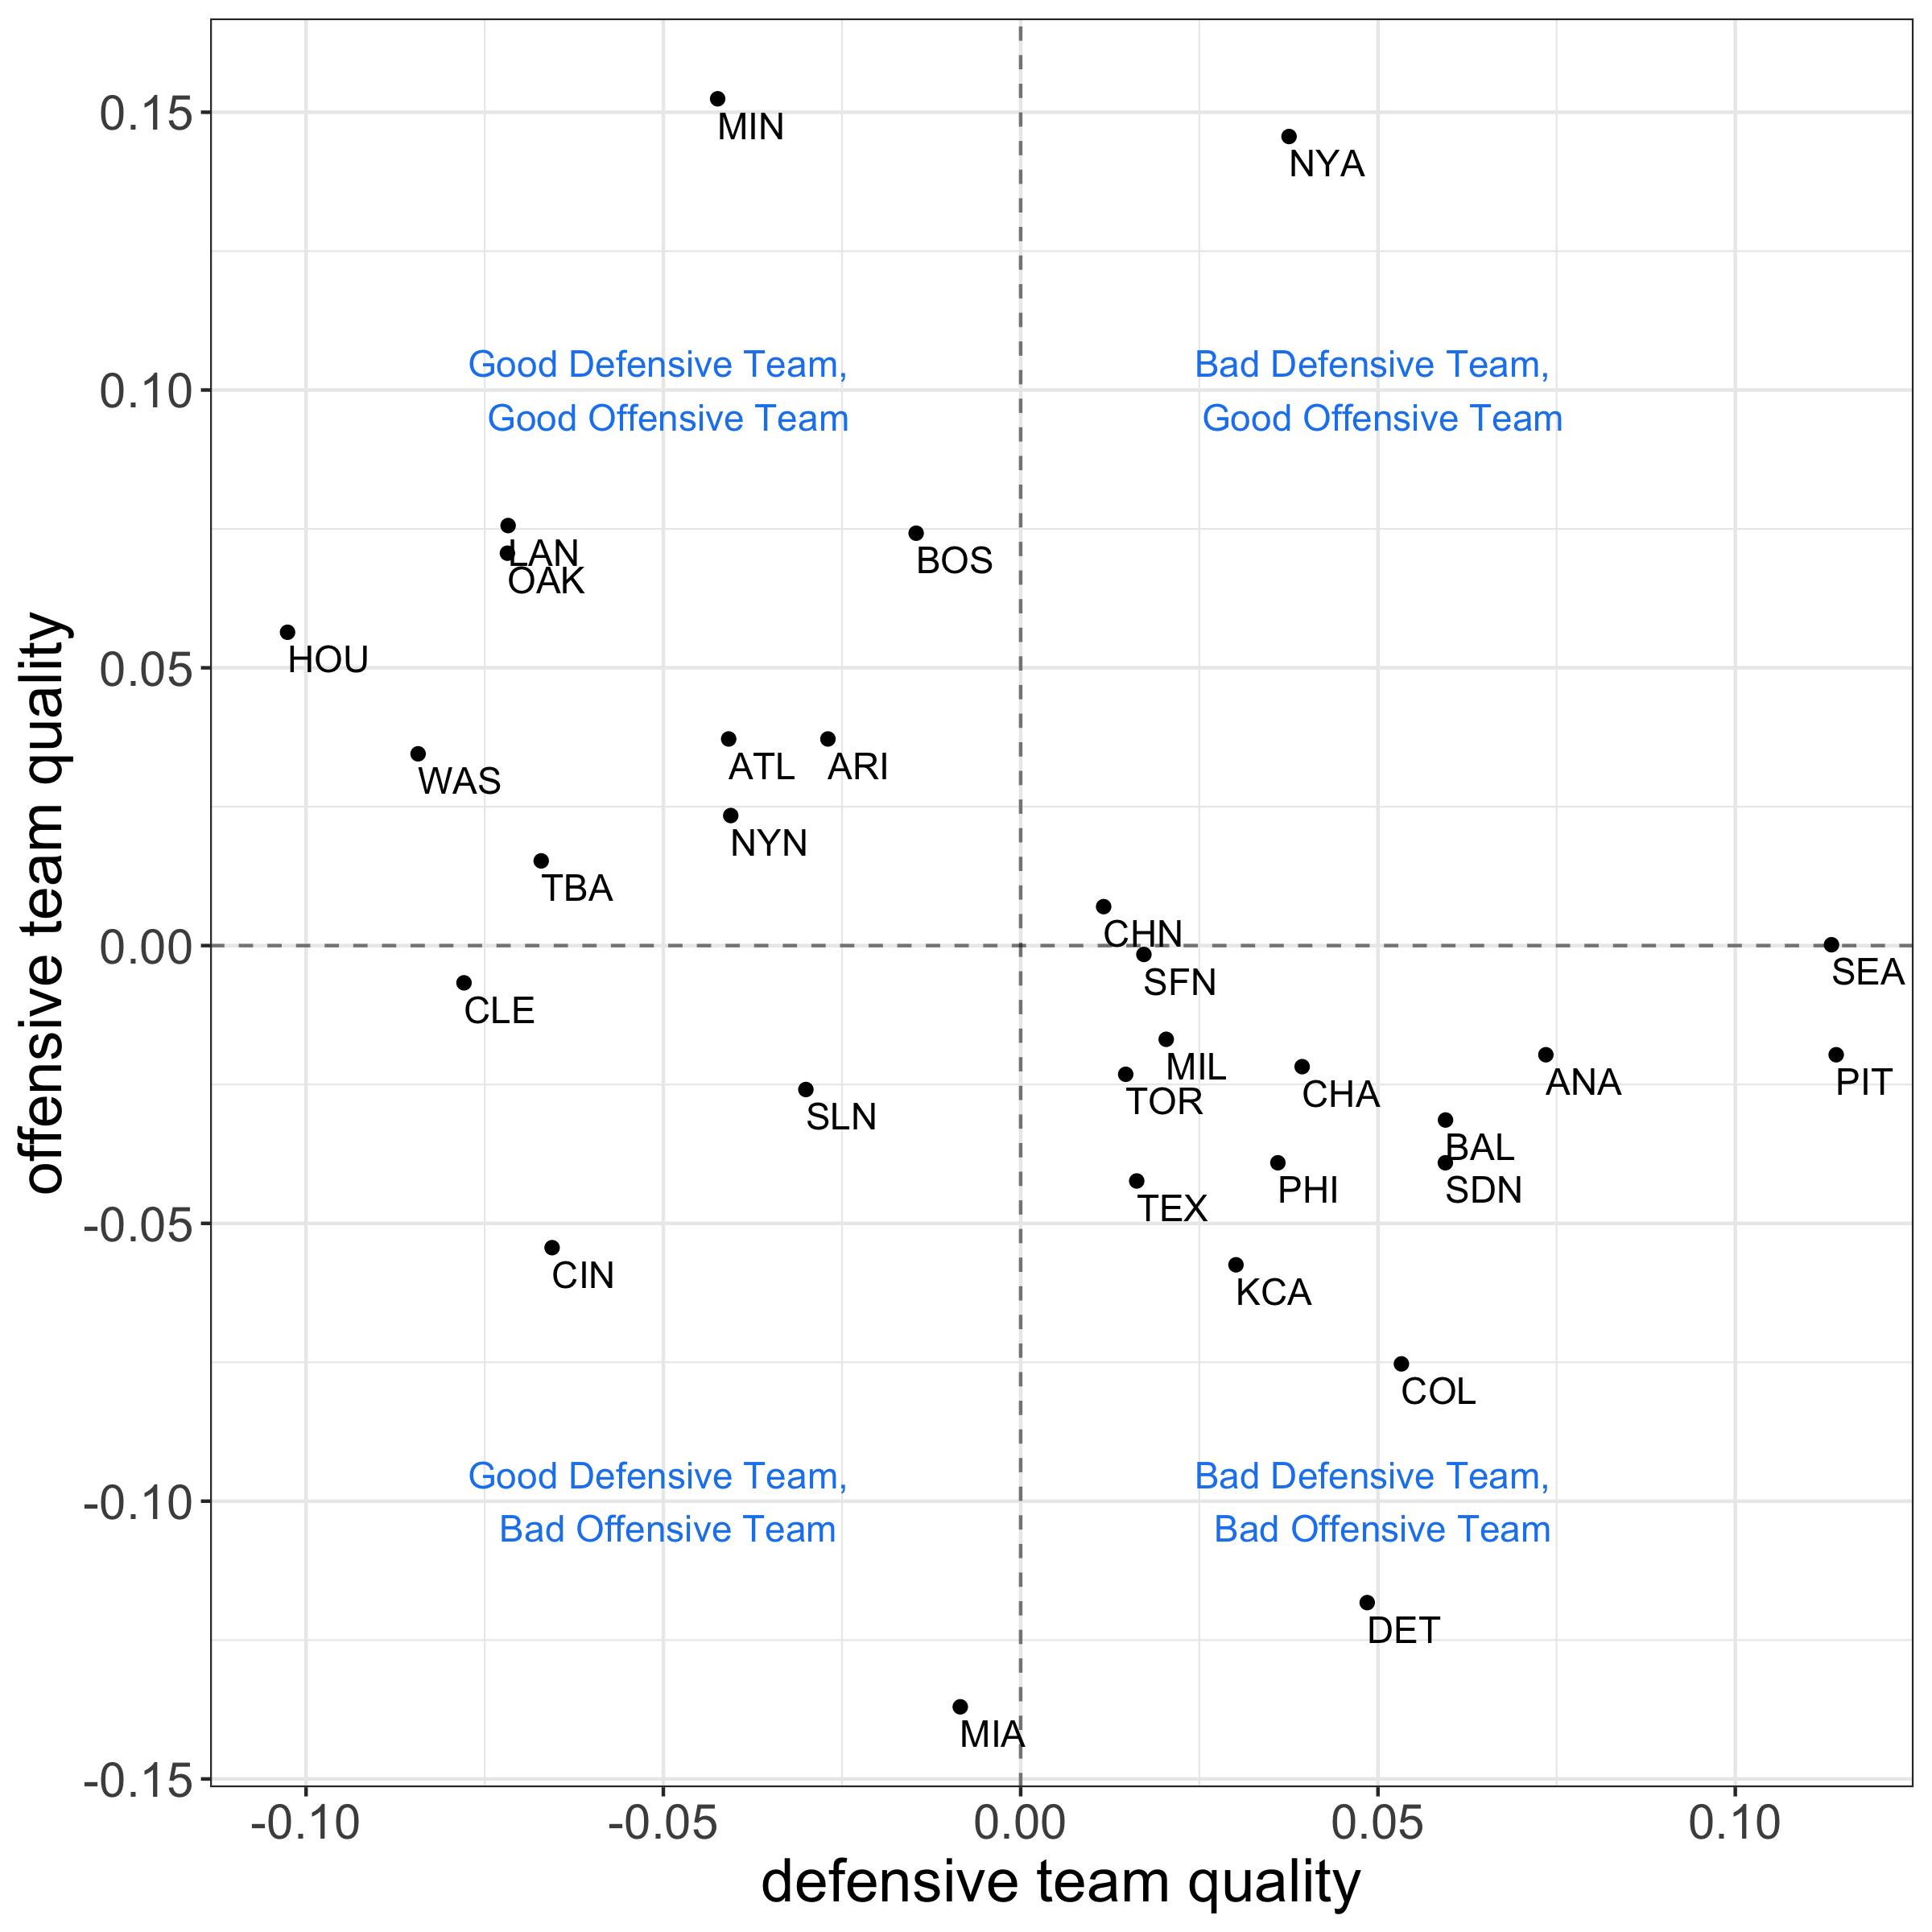 0.15
MIN
NYA
Good Defensive Team,
Good Offensive Team
Bad Defensive Team,
Good Offensive Team
0.10
LAN
OAK
BOS
HOU
0.05
WAS
ATL
ARI
NYN
TBA
CHN
0.00
SFN
SEA
CLE
MIL
TOR
CHA
ANA
PIT
SLN
BAL
SDN
PHI
TEX
-0.05
CIN
KCA
COL
Good Defensive Team,
Bad Offensive Team
Bad Defensive Team,
Bad Offensive Team
-0.10
DET
MIA
-0.15
-0.10
-0.05
0.00
0.05
0.10
defensive team quality
offensive team quality